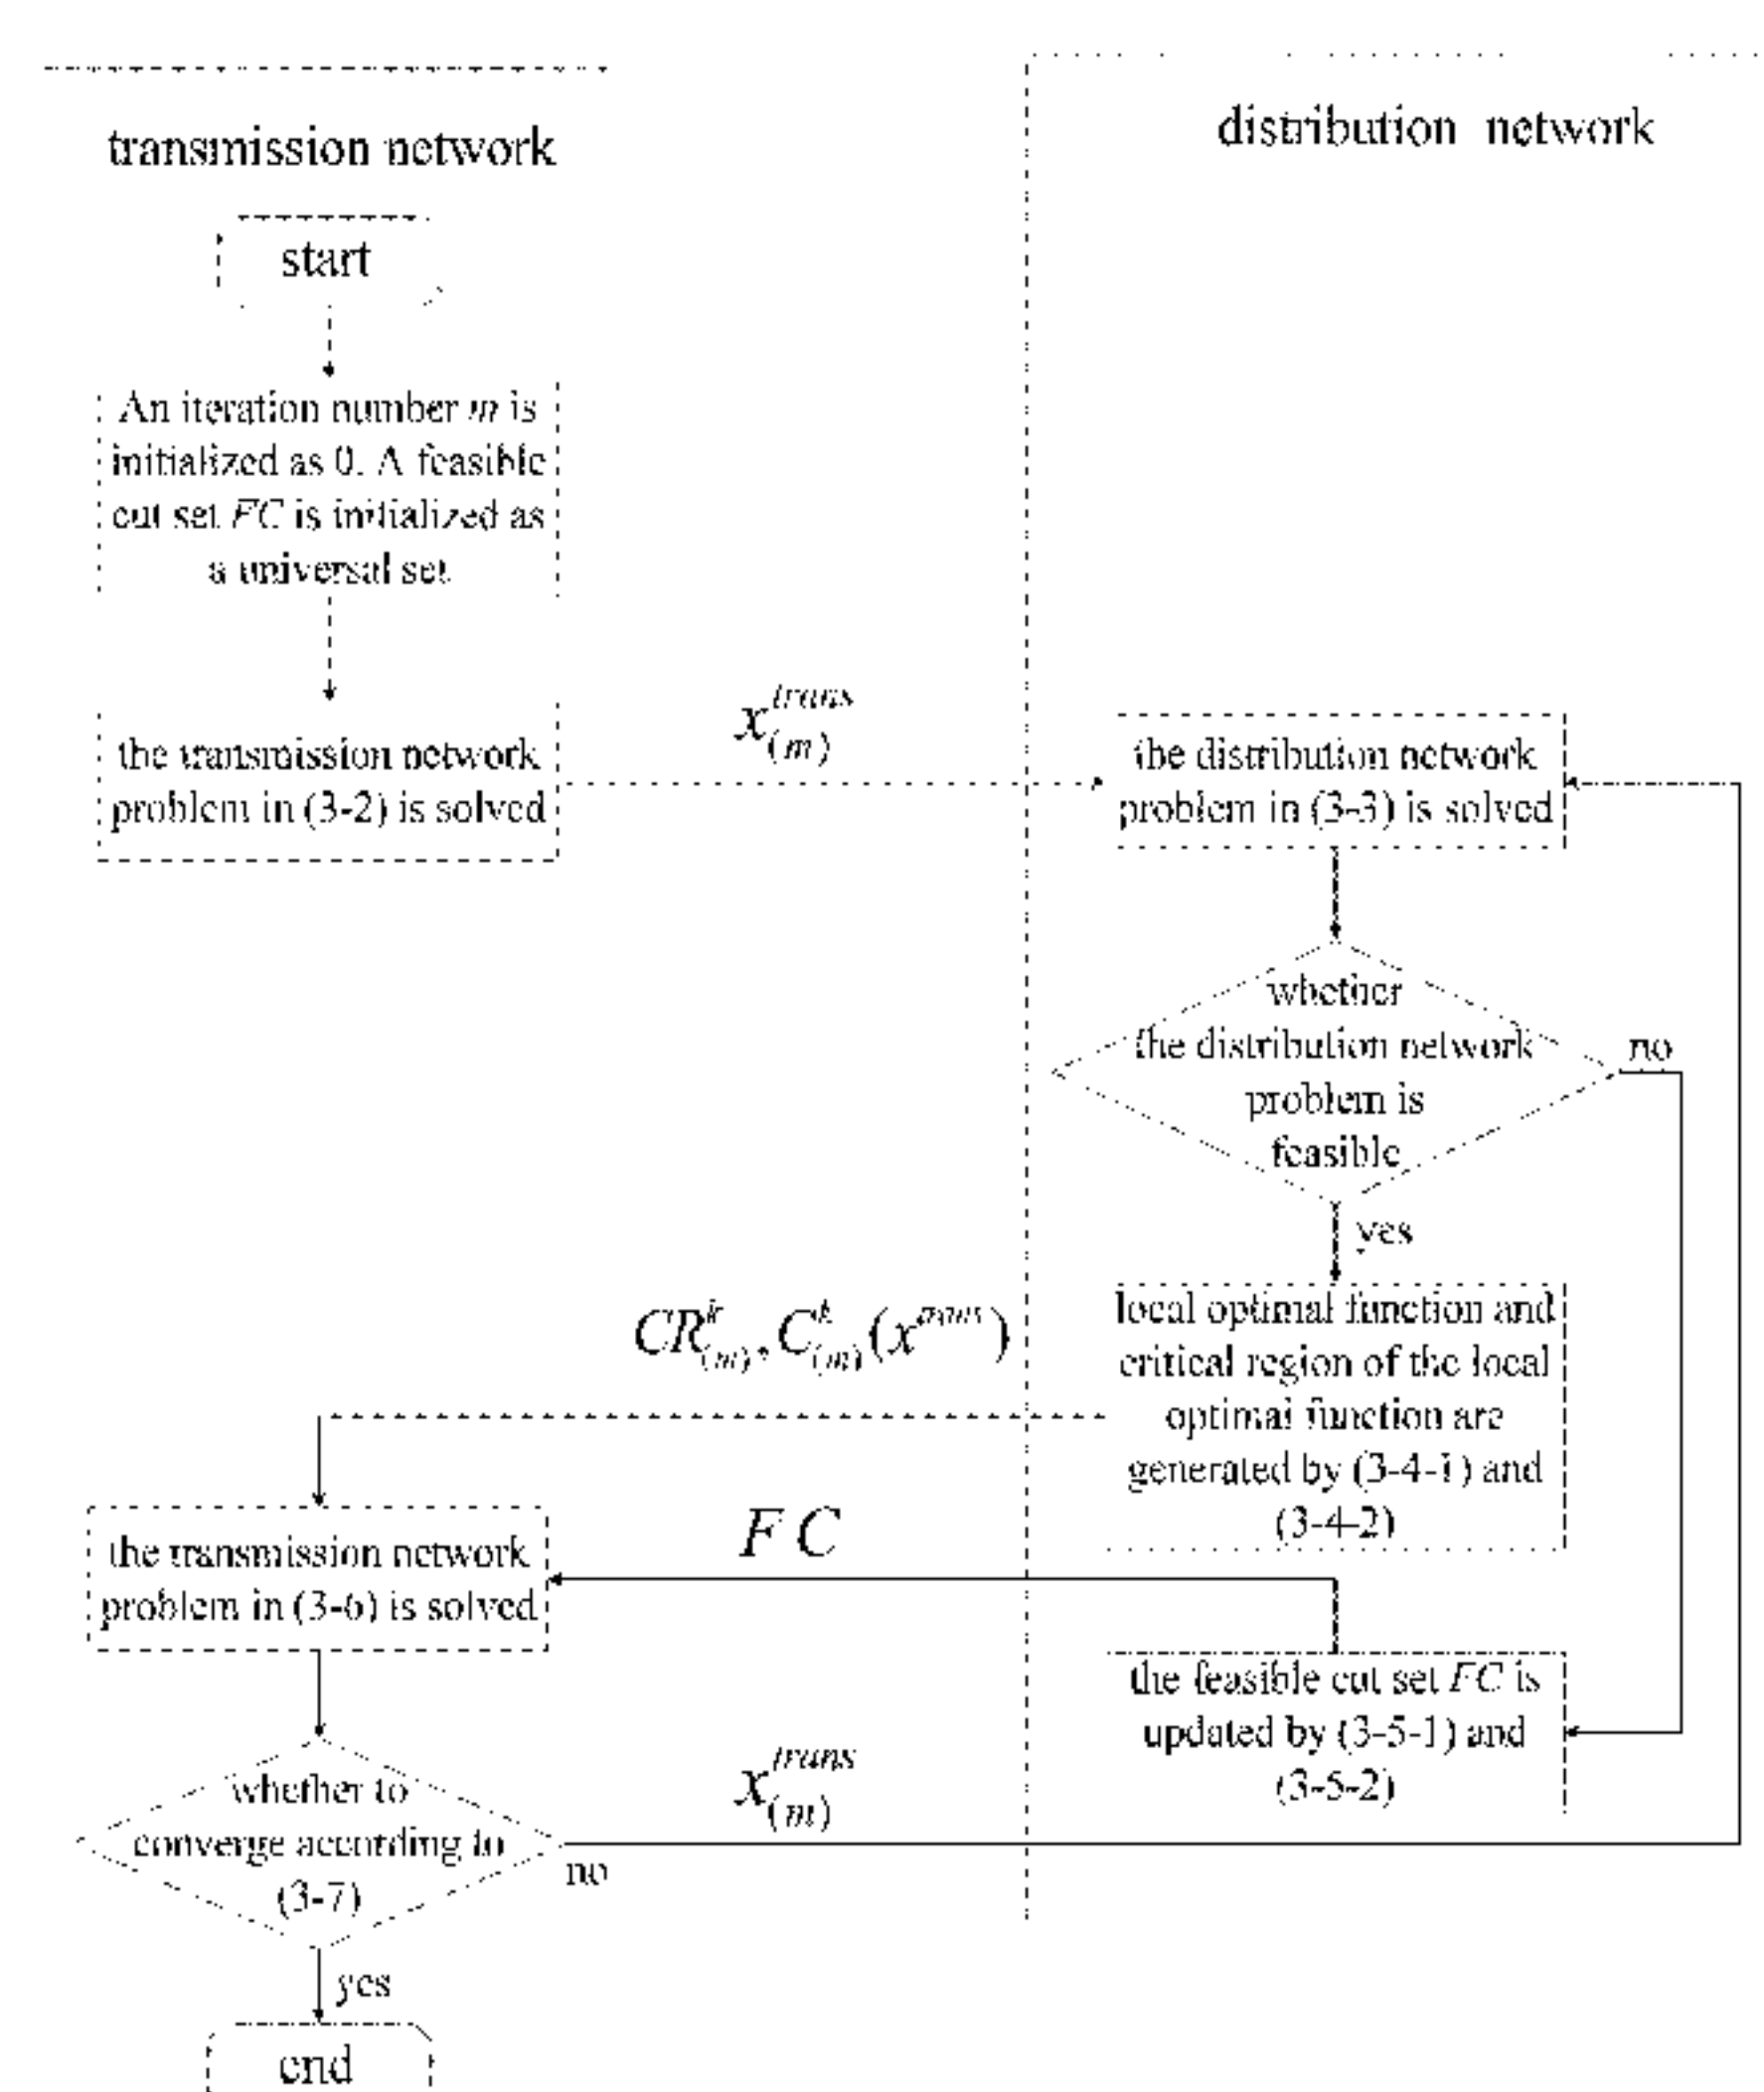 transmission network
distribution network
start
An iteration number m is
initialized as 0. A feasible
cut set FC is initialized as
a universal set
the transmission network
problem in (3-2) is solved
x_{(m)}^{trans}
the distribution network
problem in (3-3) is solved
whether
the distribution network
problem is
feasible
no
yes
local optimal function and
critical region of the local
optimal function are
generated by (3-4-1) and
(3-4-2)
CR_{(m)}^{k}, C_{(m)}^{k}(x^{trans})
FC
the transmission network
problem in (3-6) is solved
the feasible cut set FC is
updated by (3-5-1) and
(3-5-2)
whether to
converge according to
(3-7)
x_{(m)}^{trans}
no
yes
end